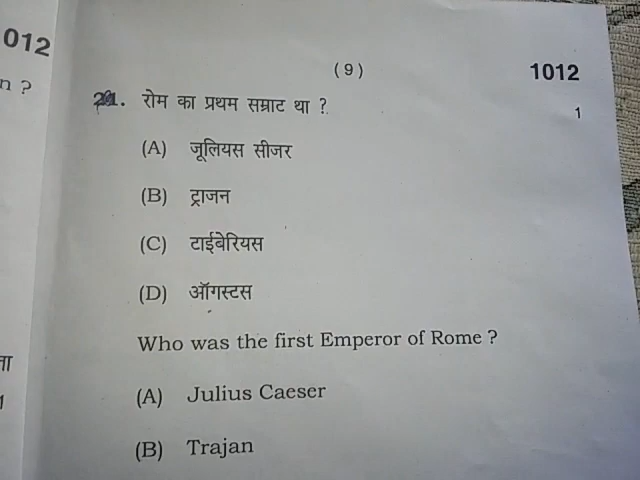 012
n ?
ना
1
( 9 )
1012
21. रोम का प्रथम सम्राट था ?
1
(A) जूलियस सीजर
(B) ट्राजन
(C) टाईबेरियस
(D) ऑगस्टस
Who was the first Emperor of Rome ?
(A) Julius Caeser
(B) Trajan